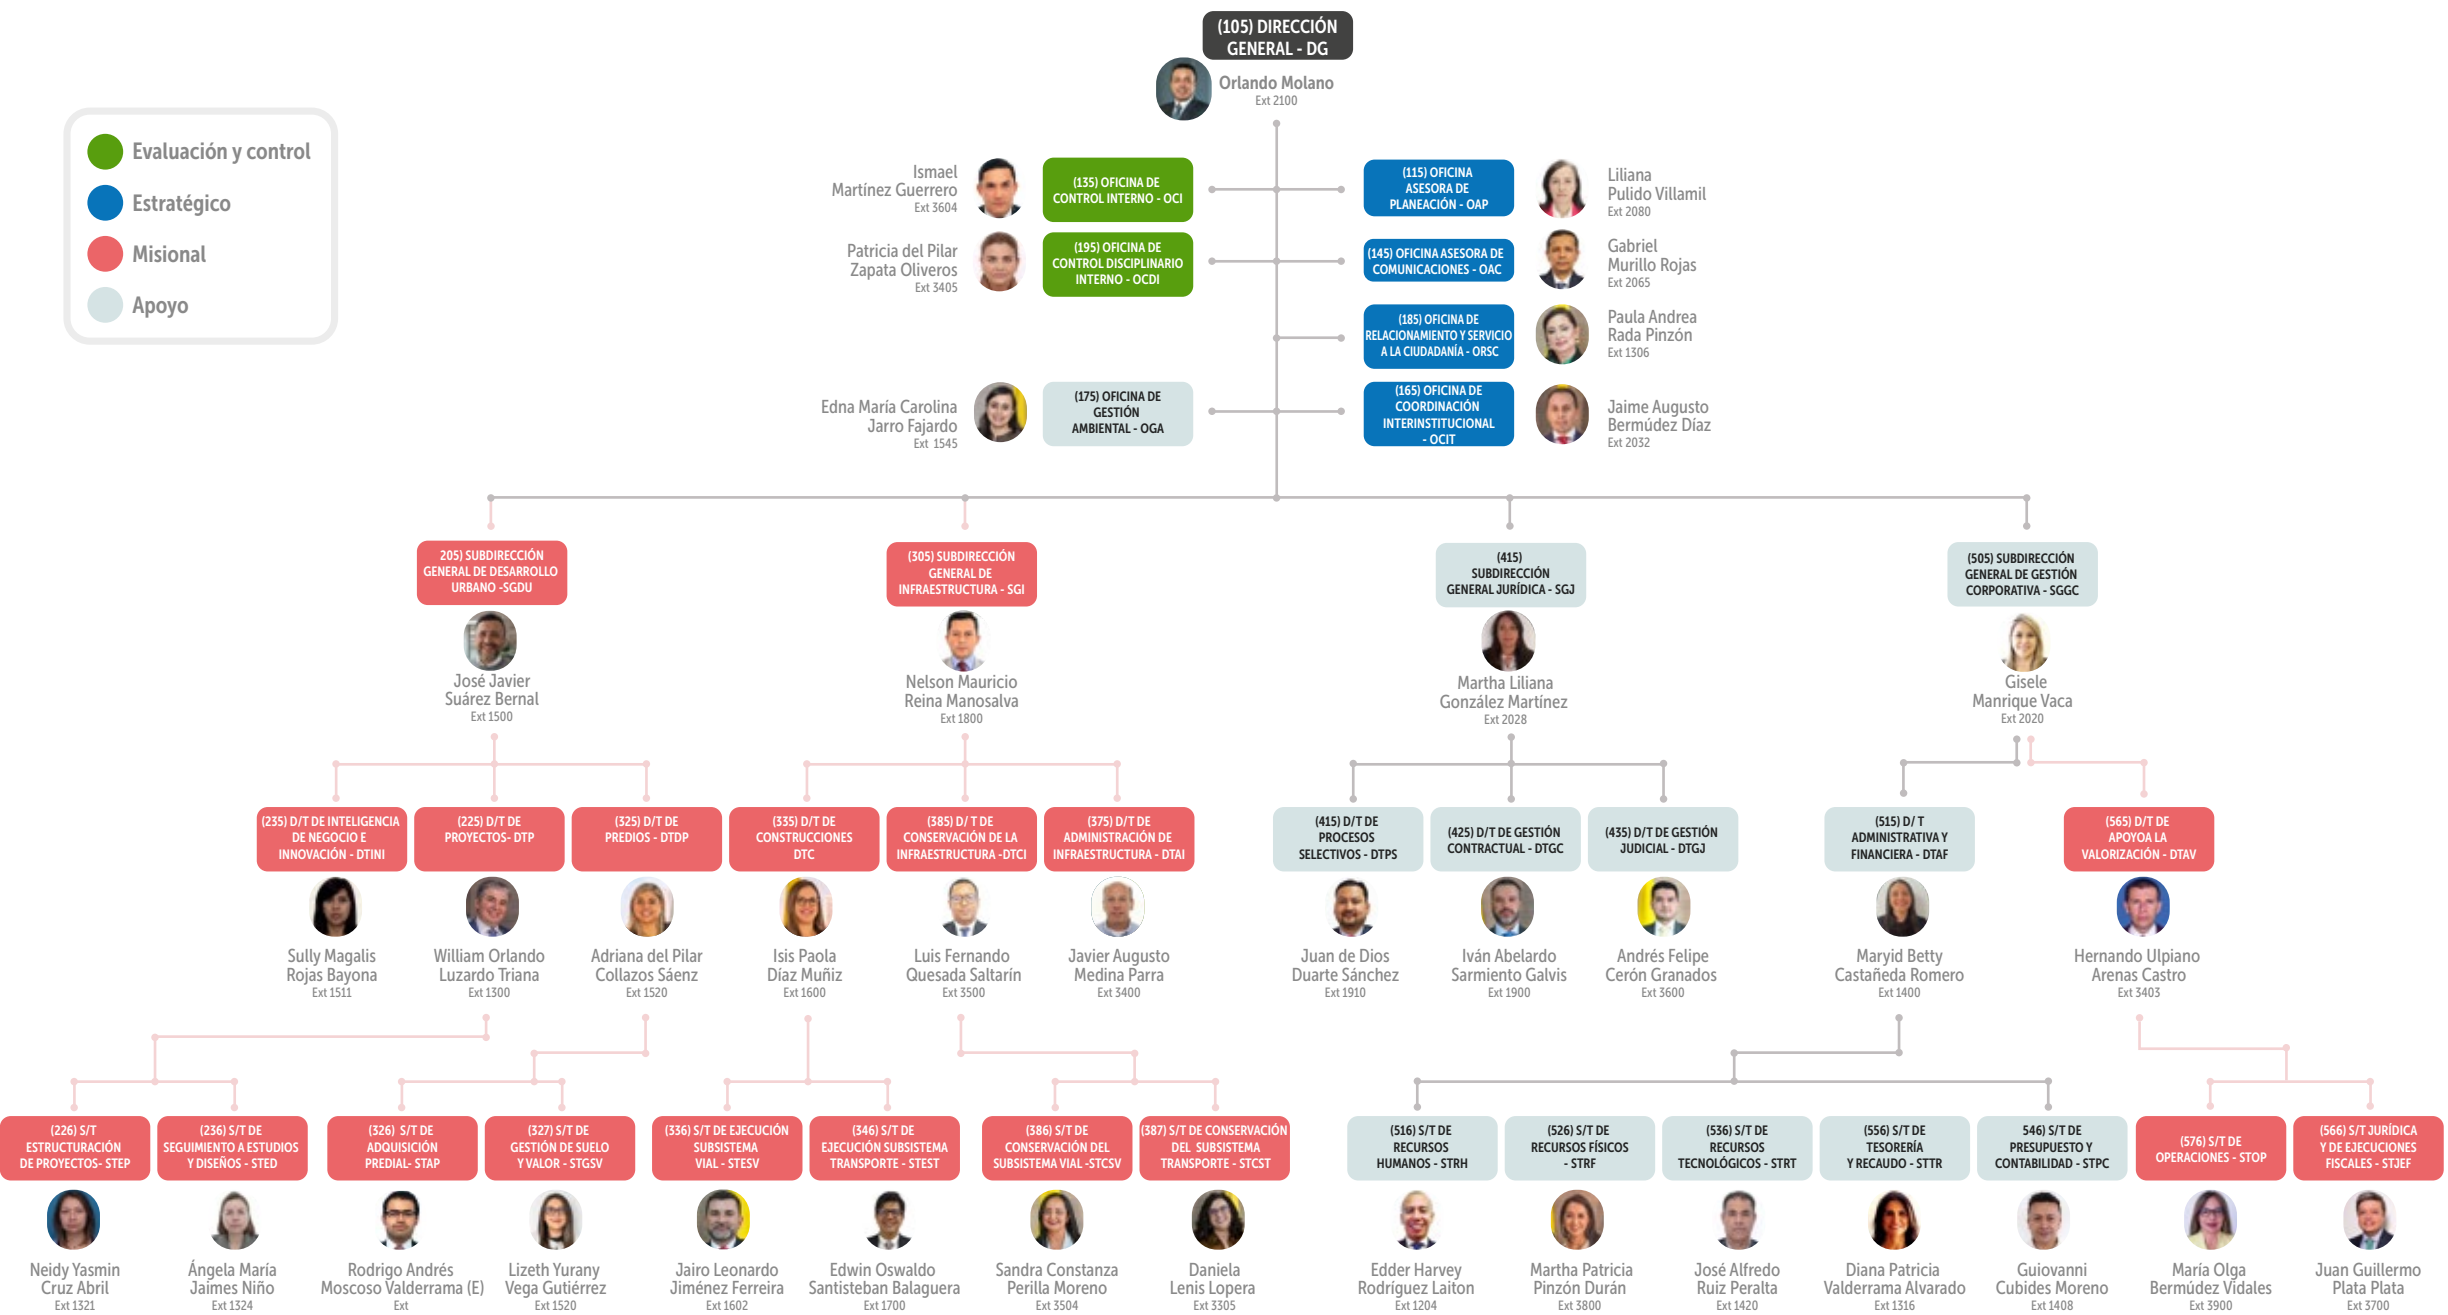 (105) DIRECCIÓN
GENERAL - DG
Orlando Molano
Ext 2100
Evaluación y control
Estratégico
Misional
Apoyo
Ismael
Martínez Guerrero
Ext 3604
(135) OFICINA DE
CONTROL INTERNO - OCI
(115) OFICINA
ASESORA DE
PLANEACIÓN - OAP
Liliana
Pulido Villamil
Ext 2080
Patricia del Pilar
Zapata Oliveros
Ext 3405
(195) OFICINA DE
CONTROL DISCIPLINARIO
INTERNO - OCDI
(145) OFICINA ASESORA DE
COMUNICACIONES - OAC
Gabriel
Murillo Rojas
Ext 2065
(185) OFICINA DE
RELACIONAMIENTO Y SERVICIO
A LA CIUDADANÍA - ORSC
Paula Andrea
Rada Pinzón
Ext 1306
Edna María Carolina
Jarro Fajardo
Ext 1545
(175) OFICINA DE
GESTIÓN
AMBIENTAL - OGA
(165) OFICINA DE
COORDINACIÓN
INTERINSTITUCIONAL
- OCIT
Jaime Augusto
Bermúdez Díaz
Ext 2032
205) SUBDIRECCIÓN
GENERAL DE DESARROLLO
URBANO -SGDU
José Javier
Suárez Bernal
Ext 1500
(305) SUBDIRECCIÓN
GENERAL DE
INFRAESTRUCTURA - SGI
Nelson Mauricio
Reina Manosalva
Ext 1800
(415)
SUBDIRECCIÓN
GENERAL JURÍDICA - SGJ
Martha Liliana
González Martínez
Ext 2028
(505) SUBDIRECCIÓN
GENERAL DE GESTIÓN
CORPORATIVA - SGGC
Gisele
Manrique Vaca
Ext 2020
(235) D/T DE INTELIGENCIA
DE NEGOCIO E
INNOVACIÓN - DTINI
Sully Magalis
Rojas Bayona
Ext 1511
(225) D/T DE
PROYECTOS- DTP
William Orlando
Luzardo Triana
Ext 1300
(325) D/T DE
PREDIOS - DTDP
Adriana del Pilar
Collazos Sáenz
Ext 1520
(335) D/T DE
CONSTRUCCIONES
DTC
Isis Paola
Díaz Muñiz
Ext 1600
(385) D/ T DE
CONSERVACIÓN DE LA
INFRAESTRUCTURA -DTCI
Luis Fernando
Quesada Saltarín
Ext 3500
(375) D/T DE
ADMINISTRACIÓN DE
INFRAESTRUCTURA - DTAI
Javier Augusto
Medina Parra
Ext 3400
(415) D/T DE
PROCESOS
SELECTIVOS - DTPS
Juan de Dios
Duarte Sánchez
Ext 1910
(425) D/T DE GESTIÓN
CONTRACTUAL - DTGC
Iván Abelardo
Sarmiento Galvis
Ext 1900
(435) D/T DE GESTIÓN
JUDICIAL - DTGJ
Andrés Felipe
Cerón Granados
Ext 3600
(515) D/ T
ADMINISTRATIVA Y
FINANCIERA - DTAF
Maryid Betty
Castañeda Romero
Ext 1400
(565) D/T DE
APOYOA LA
VALORIZACIÓN - DTAV
Hernando Ulpiano
Arenas Castro
Ext 3403
(226) S/T
ESTRUCTURACIÓN
DE PROYECTOS- STEP
Neidy Yasmin
Cruz Abril
Ext 1321
(236) S/T DE
SEGUIMIENTO A ESTUDIOS
Y DISEÑOS - STED
Ángela María
Jaimes Niño
Ext 1324
(326) S/T DE
ADQUISICIÓN
PREDIAL- STAP
Rodrigo Andrés
Moscoso Valderrama (E)
Ext
(327) S/T DE
GESTIÓN DE SUELO
Y VALOR - STGSV
Lizeth Yurany
Vega Gutiérrez
Ext 1520
(336) S/T DE EJECUCIÓN
SUBSISTEMA
VIAL - STESV
Jairo Leonardo
Jiménez Ferreira
Ext 1602
(346) S/T DE
EJECUCIÓN SUBSISTEMA
TRANSPORTE - STEST
Edwin Oswaldo
Santisteban Balaguera
Ext 1700
(386) S/T DE
CONSERVACIÓN DEL
SUBSISTEMA VIAL -STCSV
Sandra Constanza
Perilla Moreno
Ext 3504
(387) S/T DE CONSERVACIÓN
DEL SUBSISTEMA
TRANSPORTE - STCST
Daniela
Lenis Lopera
Ext 3305
(516) S/T DE
RECURSOS
HUMANOS - STRH
Edder Harvey
Rodríguez Laiton
Ext 1204
(526) S/T DE
RECURSOS FÍSICOS
- STRF
Martha Patricia
Pinzón Durán
Ext 3800
(536) S/T DE
RECURSOS
TECNOLÓGICOS - STRT
José Alfredo
Ruiz Peralta
Ext 1420
(556) S/T DE
TESORERÍA
Y RECAUDO - STTR
Diana Patricia
Valderrama Alvarado
Ext 1316
546) S/T DE
PRESUPUESTO Y
CONTABILIDAD - STPC
Guiovanni
Cubides Moreno
Ext 1408
(576) S/T DE
OPERACIONES - STOP
María Olga
Bermúdez Vidales
Ext 3900
(566) S/T JURÍDICA
Y DE EJECUCIONES
FISCALES - STJEF
Juan Guillermo
Plata Plata
Ext 3700